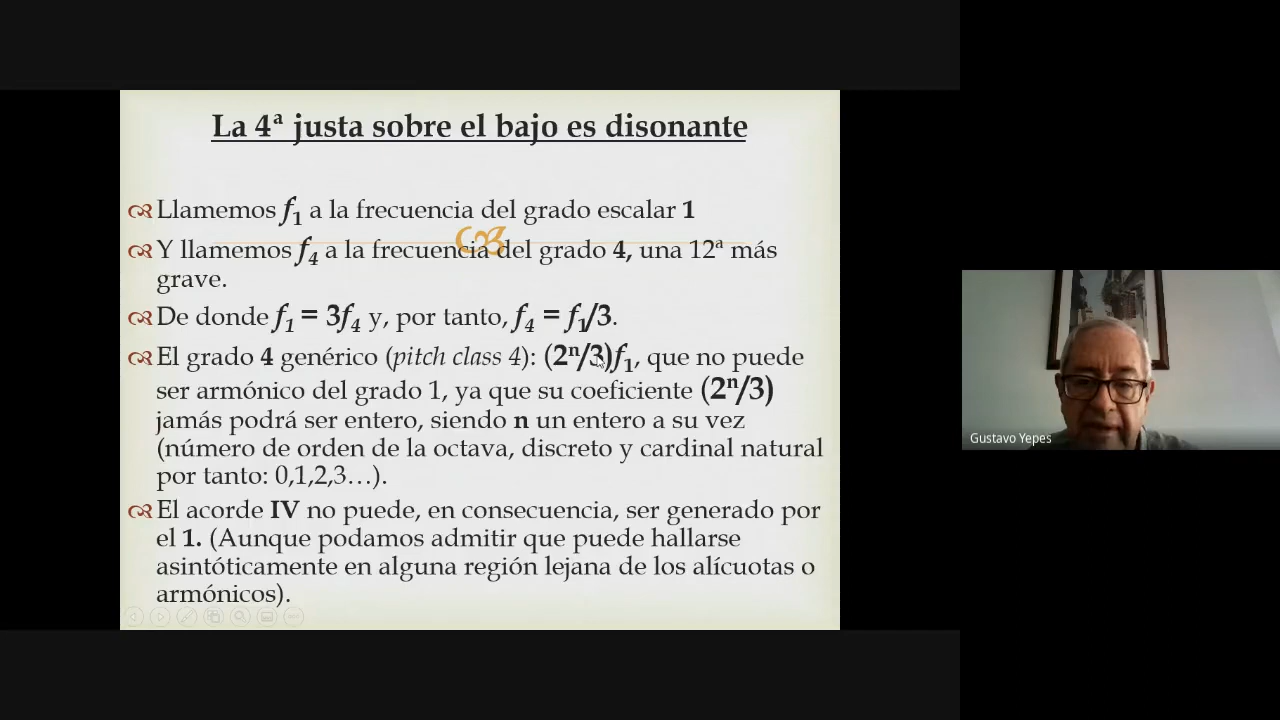 La 4ª justa sobre el bajo es disonante
Llamemos f₁ a la frecuencia del grado escalar 1
Y llamemos f₄ a la frecuencia del grado 4, una 12ª más
grave.
De donde f₁ = 3f₄ y, por tanto, f₄ = f₁/3.
El grado 4 genérico (pitch class 4): (2ⁿ/3)f₁, que no puede
ser armónico del grado 1, ya que su coeficiente (2ⁿ/3)
jamás podrá ser entero, siendo n un entero a su vez
(número de orden de la octava, discreto y cardinal natural
por tanto: 0,1,2,3…).
El acorde IV no puede, en consecuencia, ser generado por
el 1. (Aunque podamos admitir que puede hallarse
asintóticamente en alguna región lejana de los alícuotas o
armónicos).
Gustavo Yepes